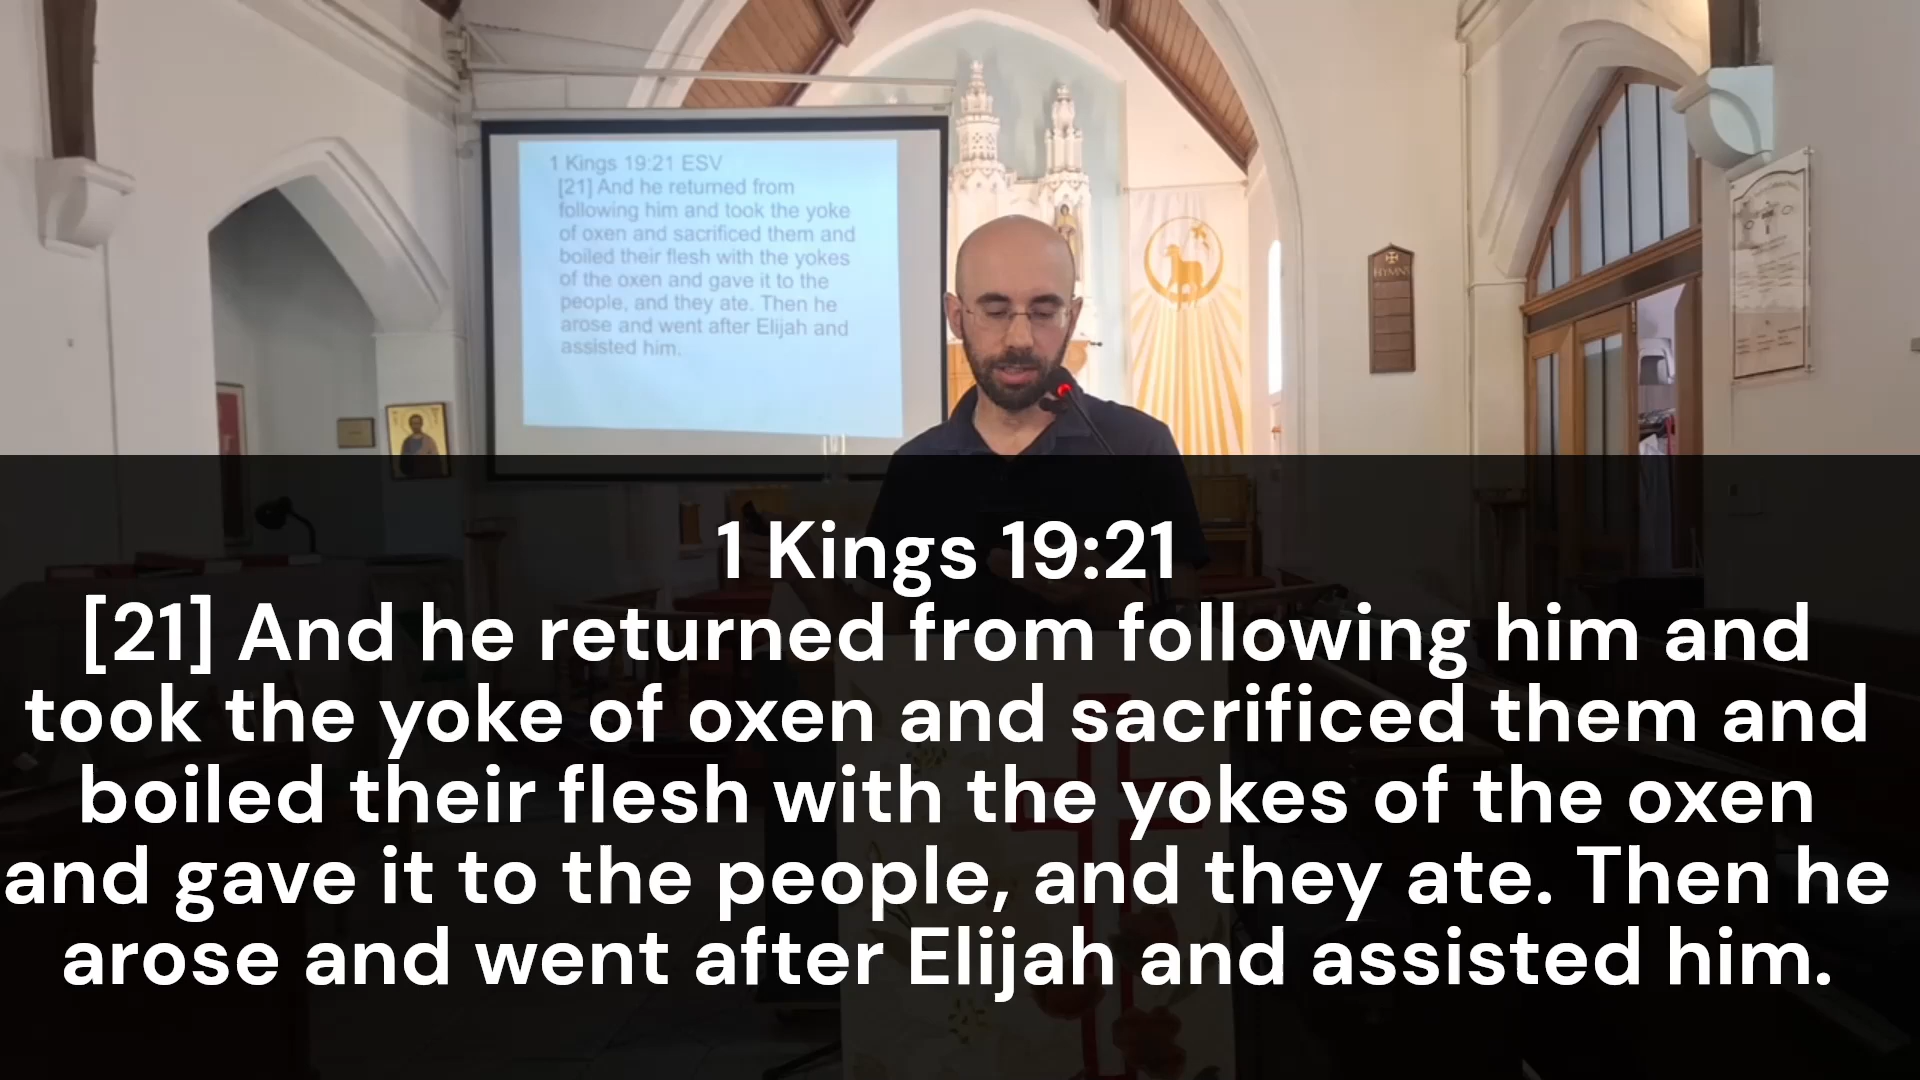 1 Kings 19:21 ESV
[21] And he returned from
following him and took the yoke
of oxen and sacrificed them and
boiled their flesh with the yokes
of the oxen and gave it to the
people, and they ate. Then he
arose and went after Elijah and
assisted him.
HYMNS
1 Kings 19:21
[21] And he returned from following him and
took the yoke of oxen and sacrificed them and
boiled their flesh with the yokes of the oxen
and gave it to the people, and they ate. Then he
arose and went after Elijah and assisted him.